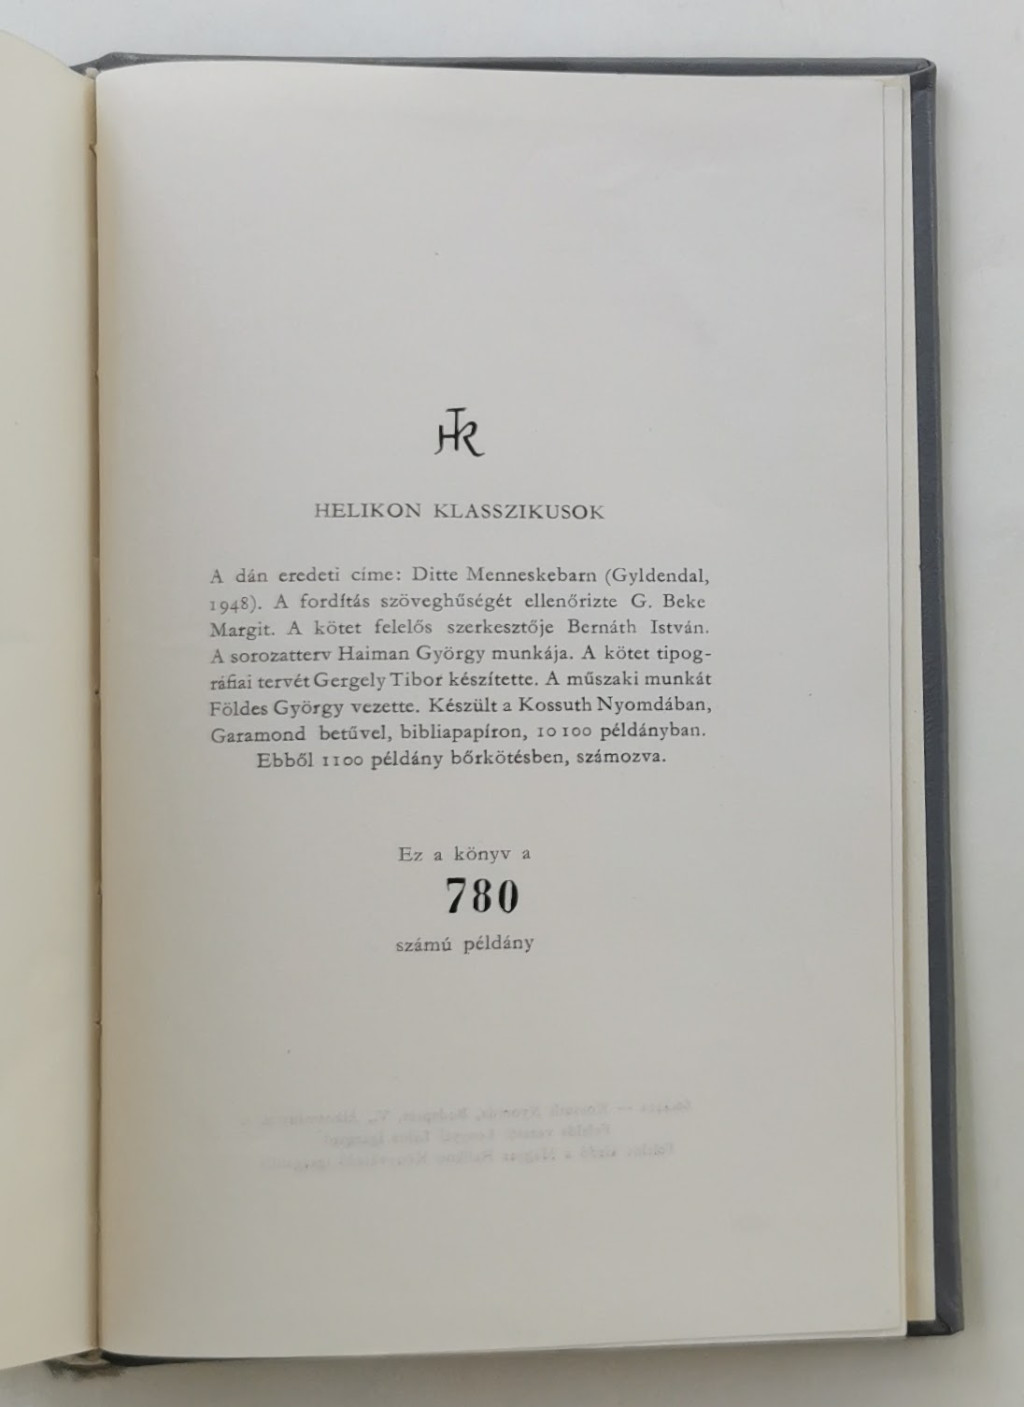 HELIKON KLASSZIKUSOK
A dán eredeti címe: Ditte Menneskebarn (Gyldendal,
1948). A fordítás szöveghűségét ellenőrizte G. Beke
Margit. A kötet felelős szerkesztője Bernáth István.
A sorozatterv Haiman György munkája. A kötet tipog-
ráfiai tervét Gergely Tibor készítette. A műszaki munkát
Földes György vezette. Készült a Kossuth Nyomdában,
Garamond betűvel, bibliapapíron, 10 100 példányban.
Ebből 1100 példány bőrkötésben, számozva.
Ez a könyv a
780
számú példány